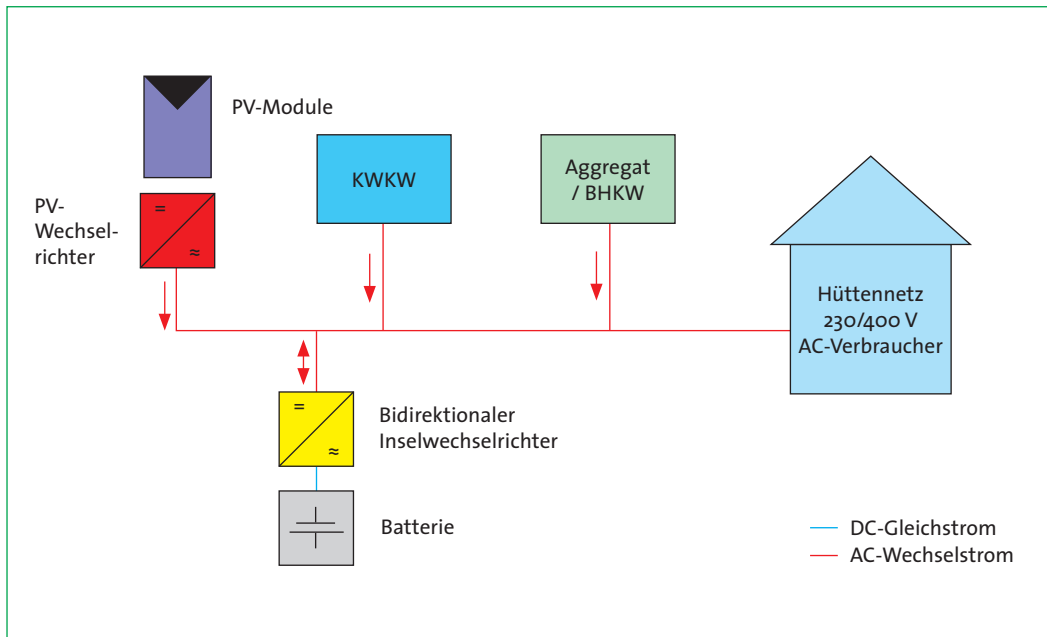 PV-Module
PV-
Wechsel-
richter
=
≈
KWKW
Aggregat
/ BHKW
Hüttennetz
230/400 V
AC-Verbraucher
=
≈
Bidirektionaler
Inselwechselrichter
Batterie
DC-Gleichstrom
AC-Wechselstrom